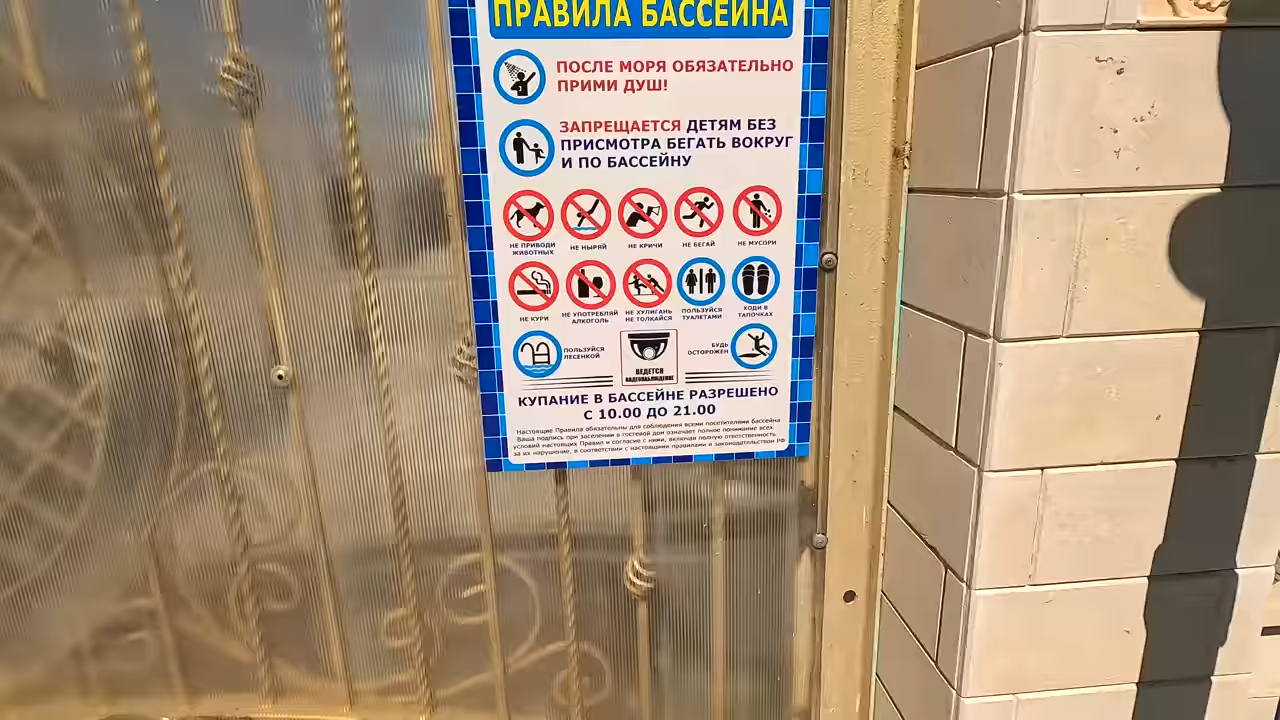 ПРАВИЛА БАССЕЙНА
ПОСЛЕ МОРЯ ОБЯЗАТЕЛЬНО
ПРИМИ ДУШ!
ЗАПРЕЩАЕТСЯ ДЕТЯМ БЕЗ
ПРИСМОТРА БЕГАТЬ ВОКРУГ
И ПО БАССЕЙНУ
НЕ ПРИВОДИ
ЖИВОТНЫХ
НЕ НЫРЯЙ
НЕ КРИЧИ
НЕ БЕГАЙ
НЕ МУСОРИ
НЕ КУРИ
НЕ УПОТРЕБЛЯЙ
АЛКОГОЛЬ
НЕ ХУЛИГАНЬ
НЕ ТОЛКАЙСЯ
ПОЛЬЗУЙСЯ
ТУАЛЕТАМИ
ХОДИ В
ТАПОЧКАХ
ПОЛЬЗУЙСЯ
ЛЕСЕНКОЙ
ВЕДЕТСЯ
ВИДЕОНАБЛЮДЕНИЕ
БУДЬ
ОСТОРОЖЕН
КУПАНИЕ В БАССЕЙНЕ РАЗРЕШЕНО
С 10.00 ДО 21.00
Настоящие Правила обязательны для соблюдения всеми посетителями бассейна
Ваша подпись при заселении в гостевой дом означает полное понимание всех
условий настоящих Правил и согласие с ними, включая полную ответственность
за их нарушение, в соответствии с настоящими правилами и законодательством РФ